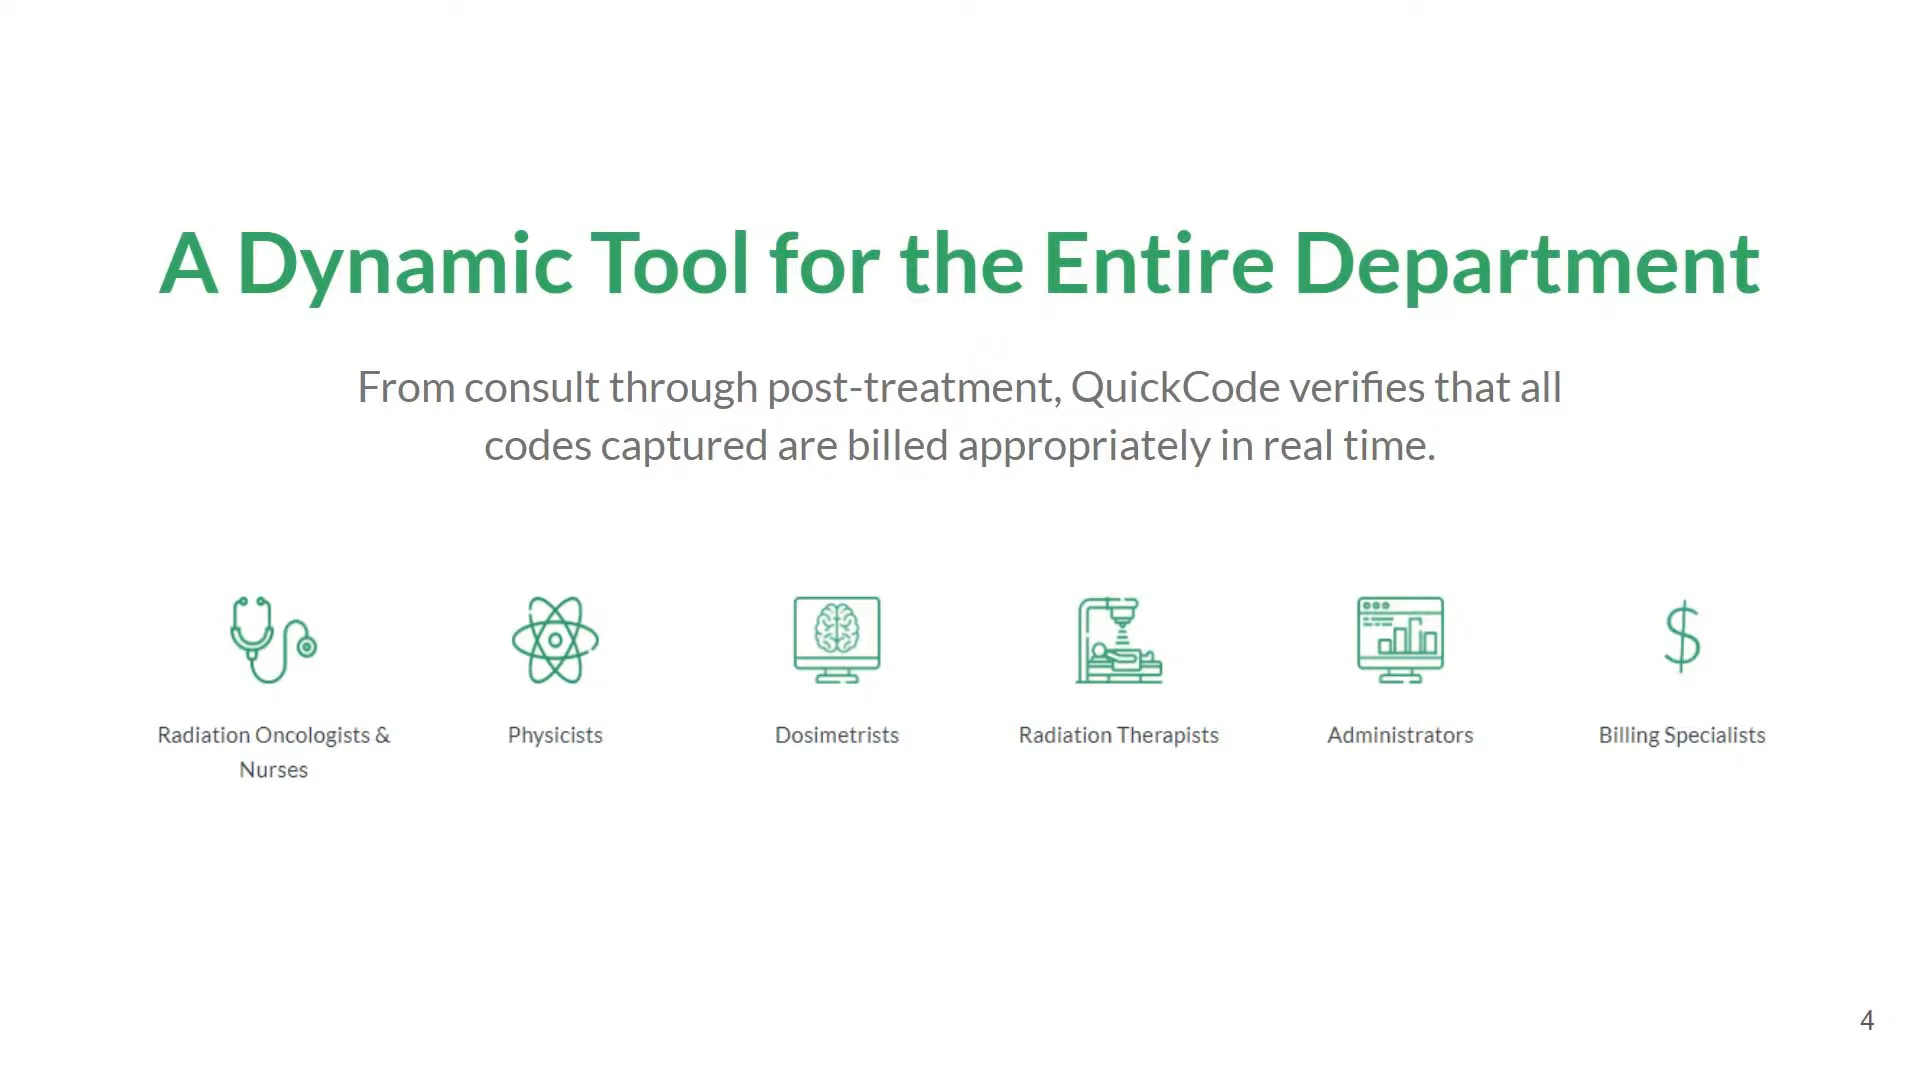 A Dynamic Tool for the Entire Department
From consult through post-treatment, QuickCode verifies that all
codes captured are billed appropriately in real time.
Radiation Oncologists &
Nurses
Physicists
Dosimetrists
Radiation Therapists
Administrators
$
Billing Specialists
4